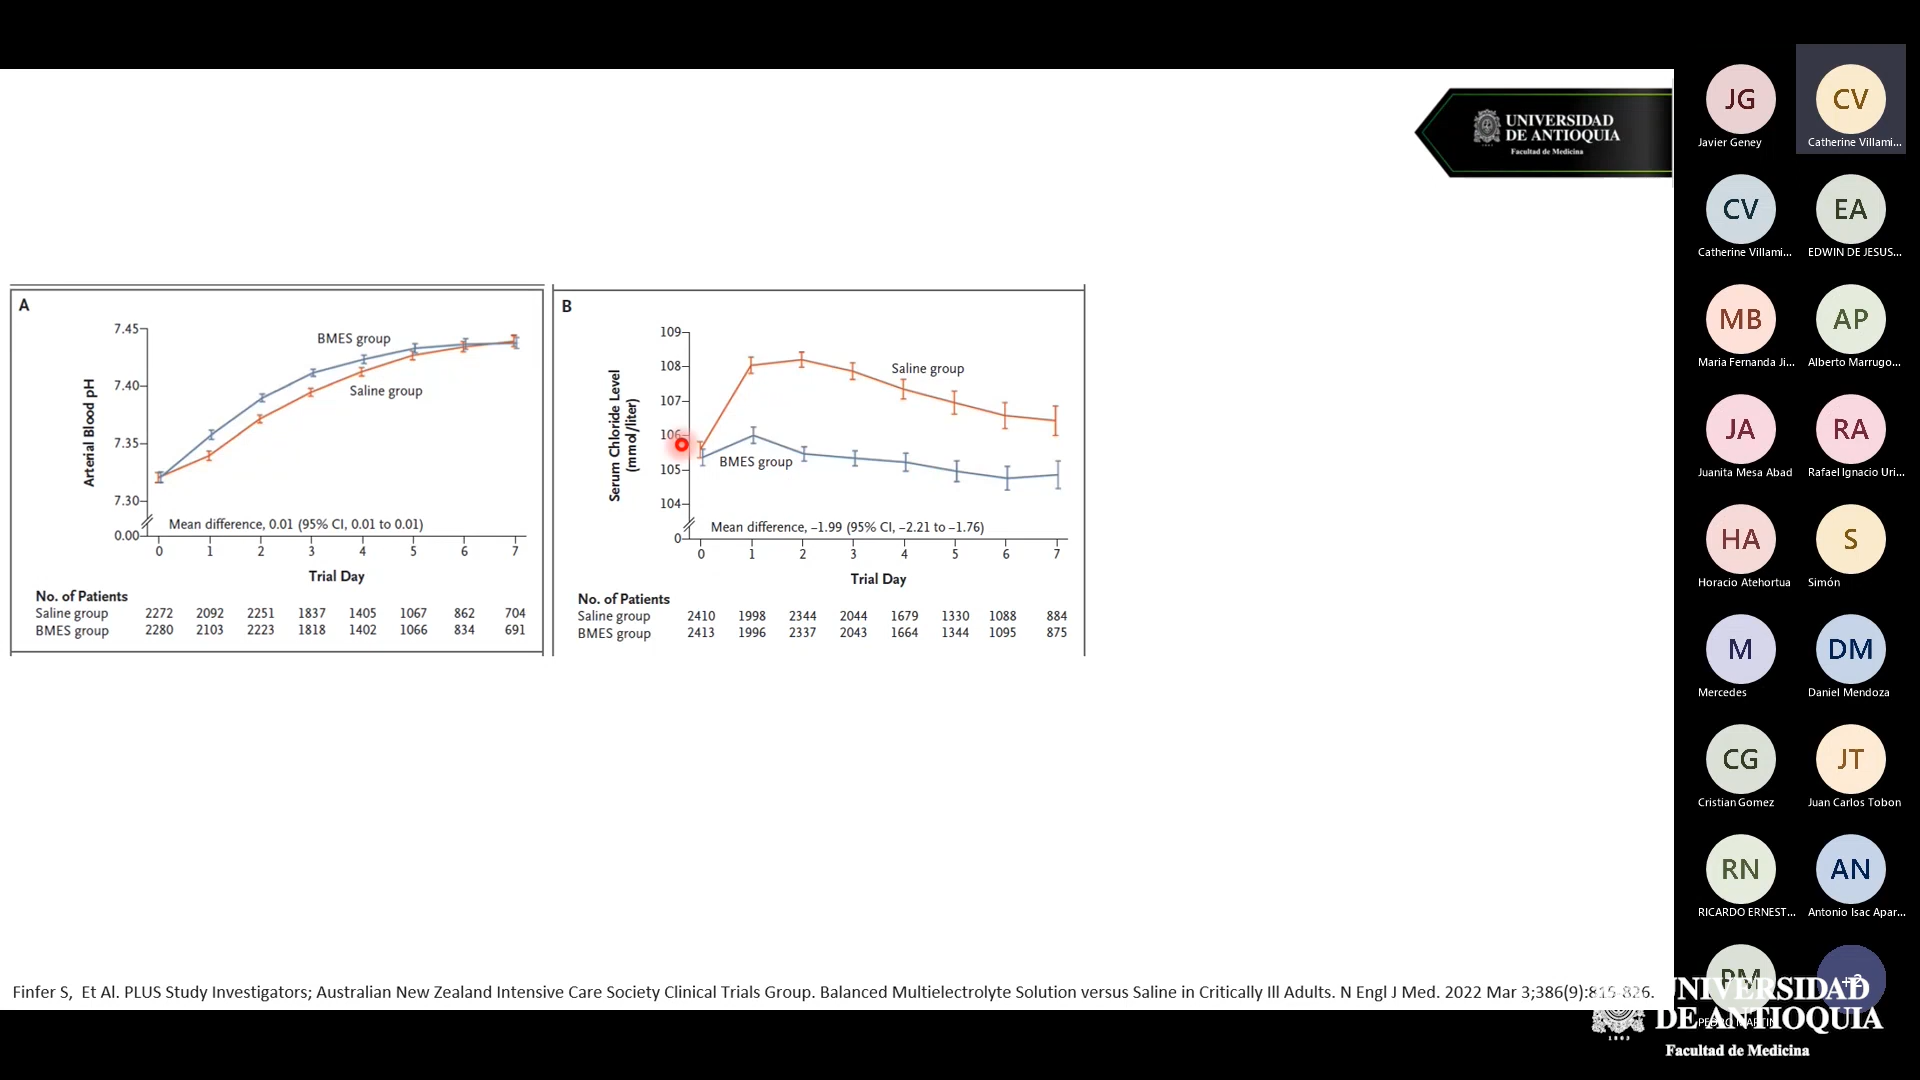 UNIVERSIDAD
DE ANTIOQUIA
Facultad de Medicina
A
7.45
7.40
7.35
7.30
0.00
Arterial Blood pH
BMES group
Saline group
Mean difference, 0.01 (95% CI, 0.01 to 0.01)
0 1 2 3 4 5 6 7
Trial Day
No. of Patients
Saline group 2272 2092 2251 1837 1405 1067 862 704
BMES group 2280 2103 2223 1818 1402 1066 834 691
B
109
108
107
106
105
104
0
Serum Chloride Level
(mmol/liter)
Saline group
BMES group
Mean difference, −1.99 (95% CI, −2.21 to −1.76)
0 1 2 3 4 5 6 7
Trial Day
No. of Patients
Saline group 2410 1998 2344 2044 1679 1330 1088 884
BMES group 2413 1996 2337 2043 1664 1344 1095 875
Finfer S, Et Al. PLUS Study Investigators; Australian New Zealand Intensive Care Society Clinical Trials Group. Balanced Multielectrolyte Solution versus Saline in Critically Ill Adults. N Engl J Med. 2022 Mar 3;386(9):815-826.
JG CV
Javier Geney Catherine Villami...
CV EA
Catherine Villami... EDWIN DE JESUS...
MB AP
Maria Fernanda Ji... Alberto Marrugo...
JA RA
Juanita Mesa Abad Rafael Ignacio Uri...
HA S
Horacio Atehortua Simón
M DM
Mercedes Daniel Mendoza
CG JT
Cristian Gomez Juan Carlos Tobon
RN AN
RICARDO ERNEST... Antonio Isac Apar...
PM +2
UNIVERSIDAD
DE ANTIOQUIA
1803
Facultad de Medicina